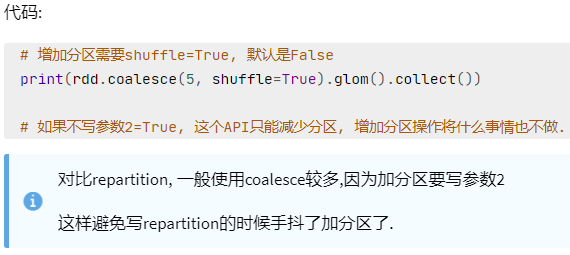 代码:
# 增加分区需要shuffle=True, 默认是False
print(rdd.coalesce(5, shuffle=True).glom().collect())
# 如果不写参数2=True, 这个API只能减少分区, 增加分区操作将什么事情也不做.
对比repartition, 一般使用coalesce较多,因为加分区要写参数2
这样避免写repartition的时候手抖了加分区了.